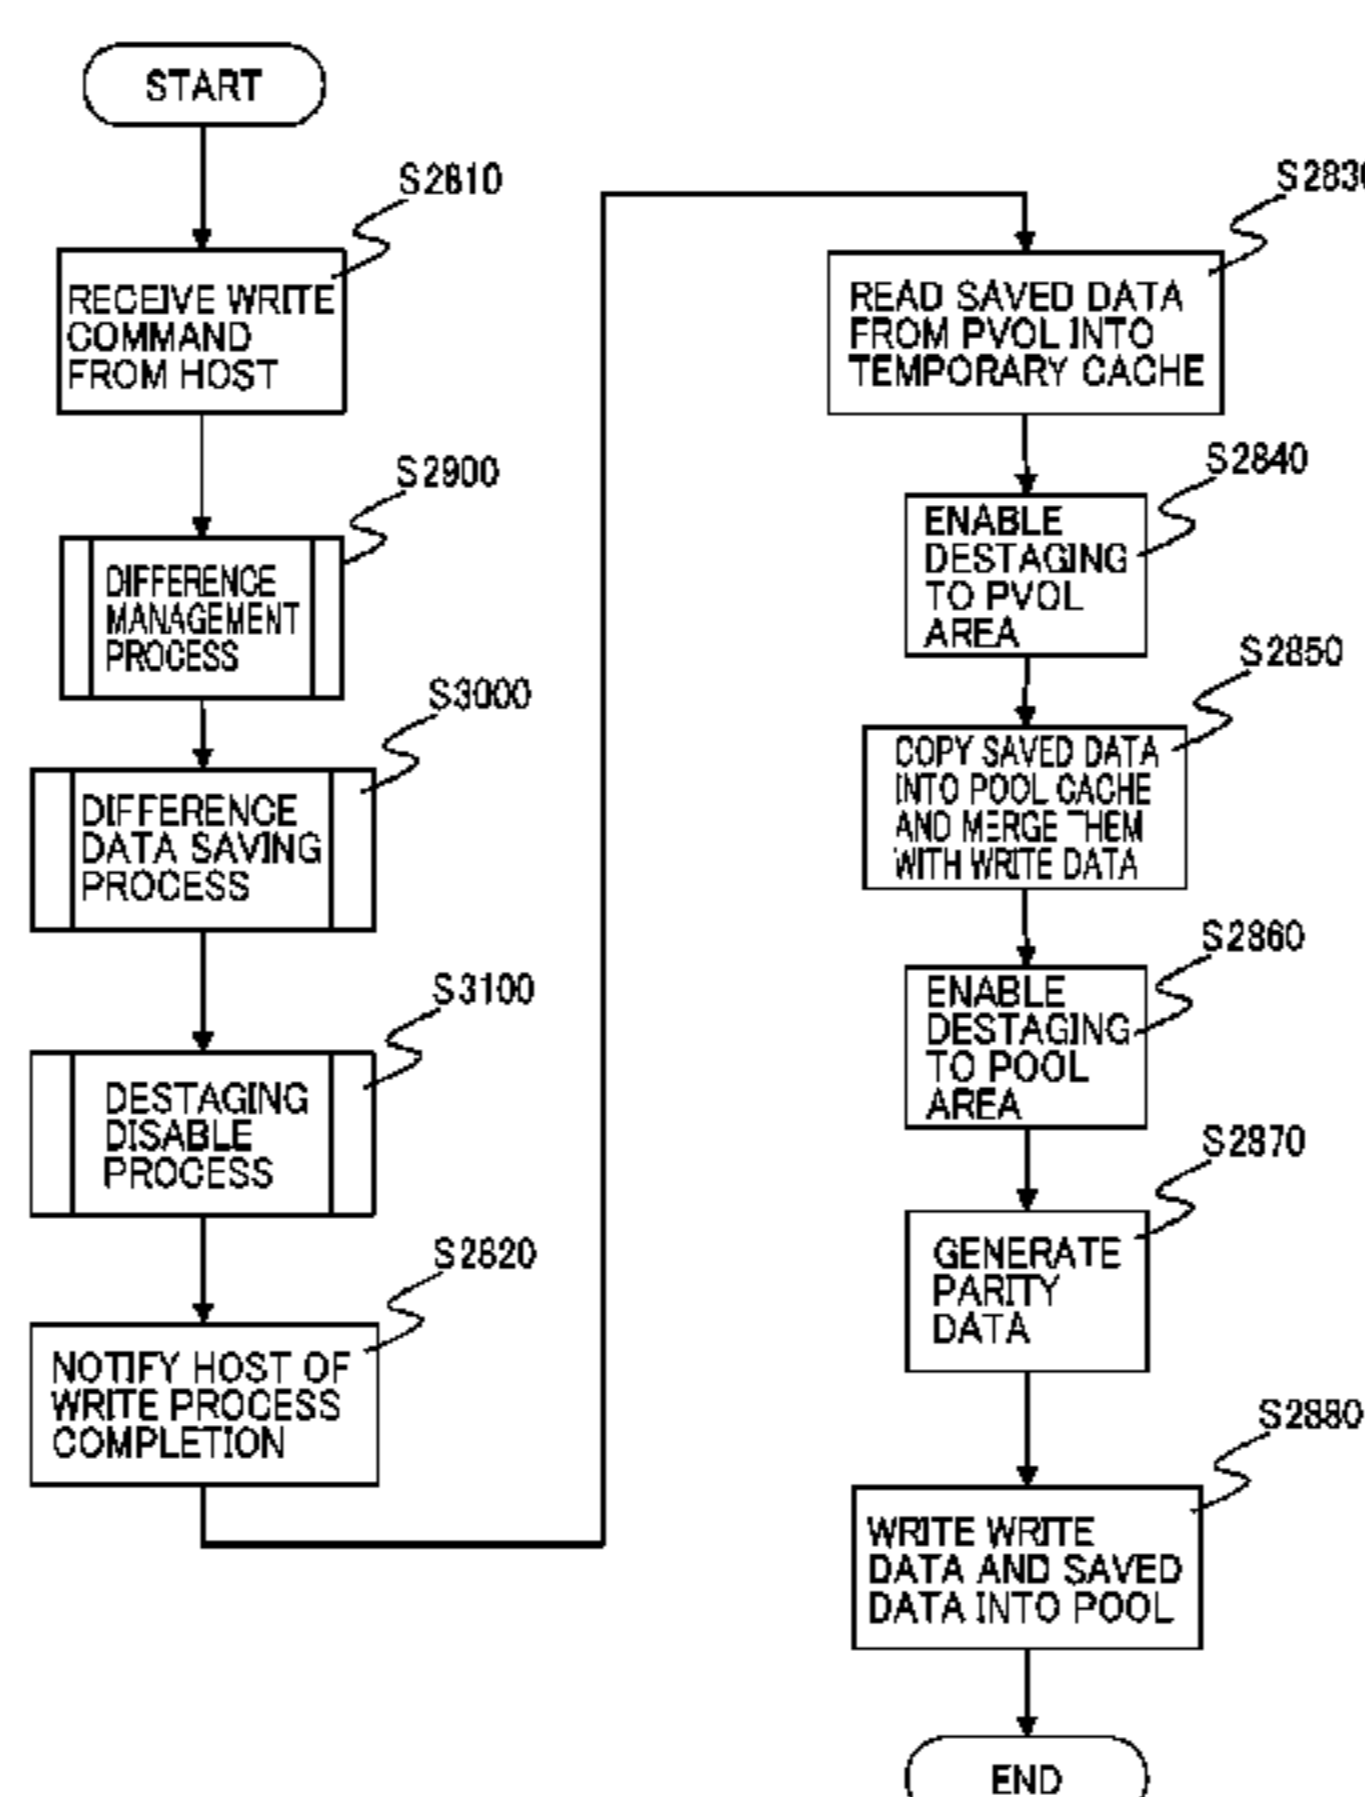 START
S2810
RECEIVE WRITE
COMMAND
FROM HOST
S2900
DIFFERENCE
MANAGEMENT
PROCESS
S3000
DIFFERENCE
DATA SAVING
PROCESS
S3100
DESTAGING
DISABLE
PROCESS
S2820
NOTIFY HOST OF
WRITE PROCESS
COMPLETION
S2830
READ SAVED DATA
FROM PVOL INTO
TEMPORARY CACHE
S2840
ENABLE
DESTAGING
TO PVOL
AREA
S2850
COPY SAVED DATA
INTO POOL CACHE
AND MERGE THEM
WITH WRITE DATA
S2860
ENABLE
DESTAGING
TO POOL
AREA
S2870
GENERATE
PARITY
DATA
S2880
WRITE WRITE
DATA AND SAVED
DATA INTO POOL
END